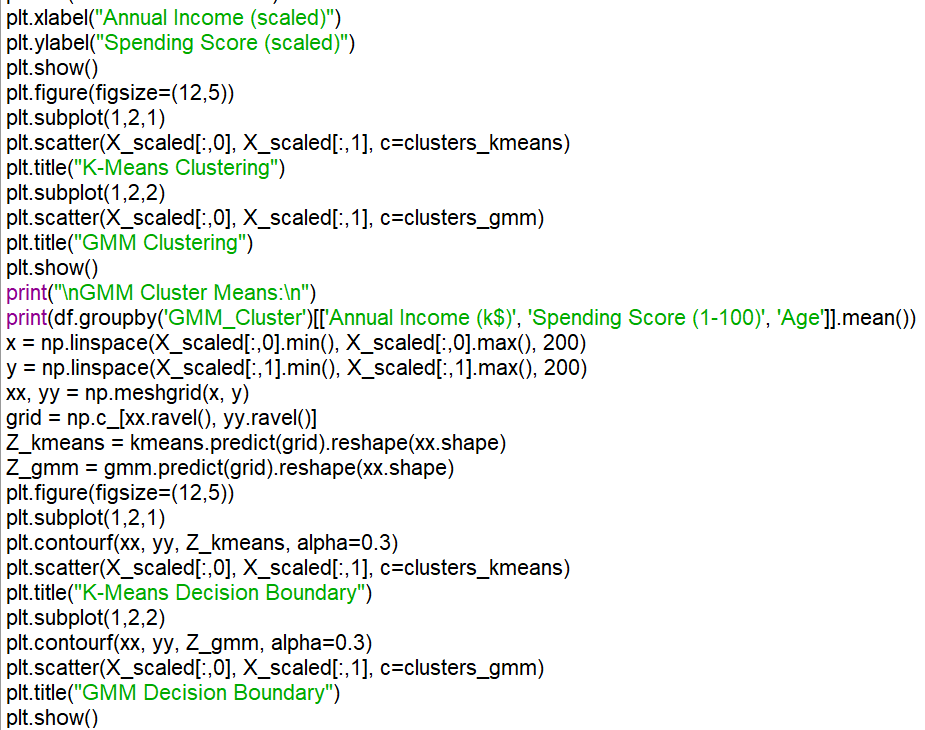 plt.xlabel("Annual Income (scaled)")
plt.ylabel("Spending Score (scaled)")
plt.show()
plt.figure(figsize=(12,5))
plt.subplot(1,2,1)
plt.scatter(X_scaled[:,0], X_scaled[:,1], c=clusters_kmeans)
plt.title("K-Means Clustering")
plt.subplot(1,2,2)
plt.scatter(X_scaled[:,0], X_scaled[:,1], c=clusters_gmm)
plt.title("GMM Clustering")
plt.show()
print("\nGMM Cluster Means:\n")
print(df.groupby('GMM_Cluster')[['Annual Income (k$)', 'Spending Score (1-100)', 'Age']].mean())
x = np.linspace(X_scaled[:,0].min(), X_scaled[:,0].max(), 200)
y = np.linspace(X_scaled[:,1].min(), X_scaled[:,1].max(), 200)
xx, yy = np.meshgrid(x, y)
grid = np.c_[xx.ravel(), yy.ravel()]
Z_kmeans = kmeans.predict(grid).reshape(xx.shape)
Z_gmm = gmm.predict(grid).reshape(xx.shape)
plt.figure(figsize=(12,5))
plt.subplot(1,2,1)
plt.contourf(xx, yy, Z_kmeans, alpha=0.3)
plt.scatter(X_scaled[:,0], X_scaled[:,1], c=clusters_kmeans)
plt.title("K-Means Decision Boundary")
plt.subplot(1,2,2)
plt.contourf(xx, yy, Z_gmm, alpha=0.3)
plt.scatter(X_scaled[:,0], X_scaled[:,1], c=clusters_gmm)
plt.title("GMM Decision Boundary")
plt.show()